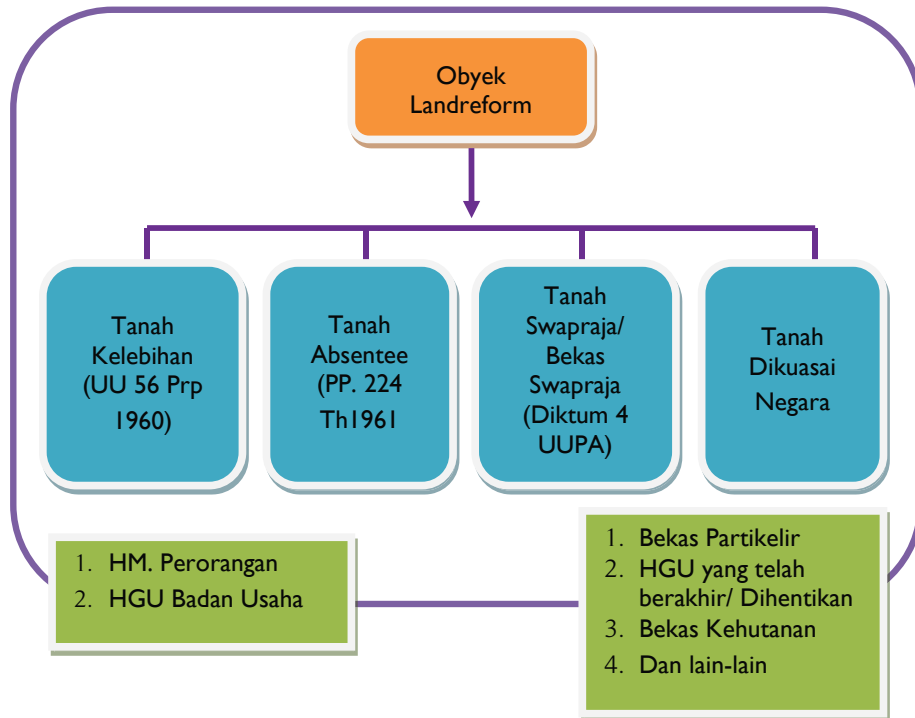 Obyek
Landreform
Tanah
Kelebihan
(UU 56 Prp
1960)
Tanah
Absentee
(PP. 224
Th1961
Tanah
Swapraja/
Bekas
Swapraja
(Diktum 4
UUPA)
Tanah
Dikuasai
Negara
1. HM. Perorangan
2. HGU Badan Usaha
1. Bekas Partikelir
2. HGU yang telah
berakhir/ Dihentikan
3. Bekas Kehutanan
4. Dan lain-lain